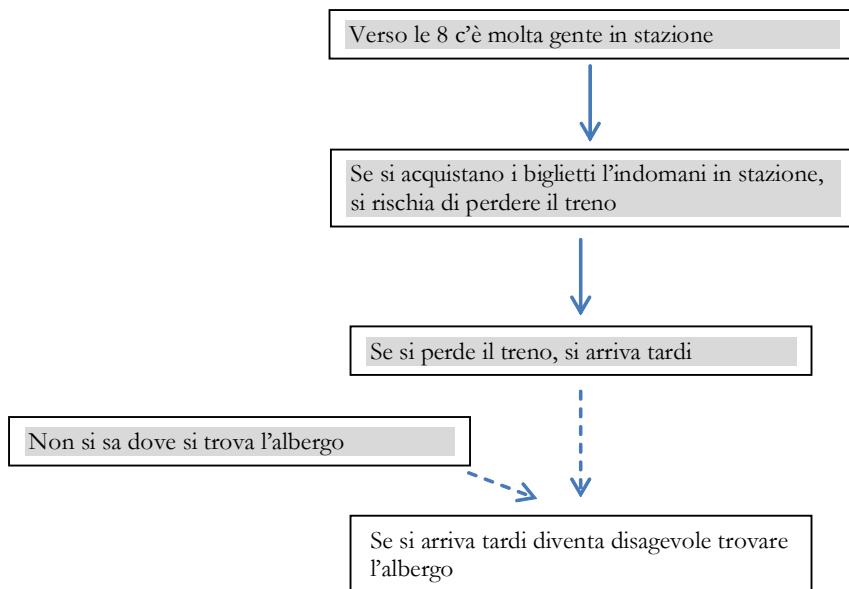 Verso le 8 c’è molta gente in stazione
Se si acquistano i biglietti l’indomani in stazione,
si rischia di perdere il treno
Se si perde il treno, si arriva tardi
Non si sa dove si trova l’albergo
Se si arriva tardi diventa disagevole trovare
l’albergo